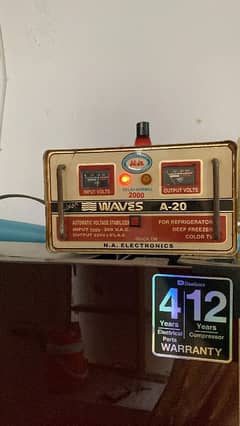 N.A.
INPUT VOLTS
OUTPUT VOLTS
DELAY NORMAL
2000
WAVES A-20
AUTOMATIC VOLTAGE STABILIZER
FOR REFRIGERATOR
DEEP FREEZER
COLOR T.V.
N.A. ELECTRONICS
Dawlance
4 Years
Electrical
Parts
12 Years
Compressor
WARRANTY